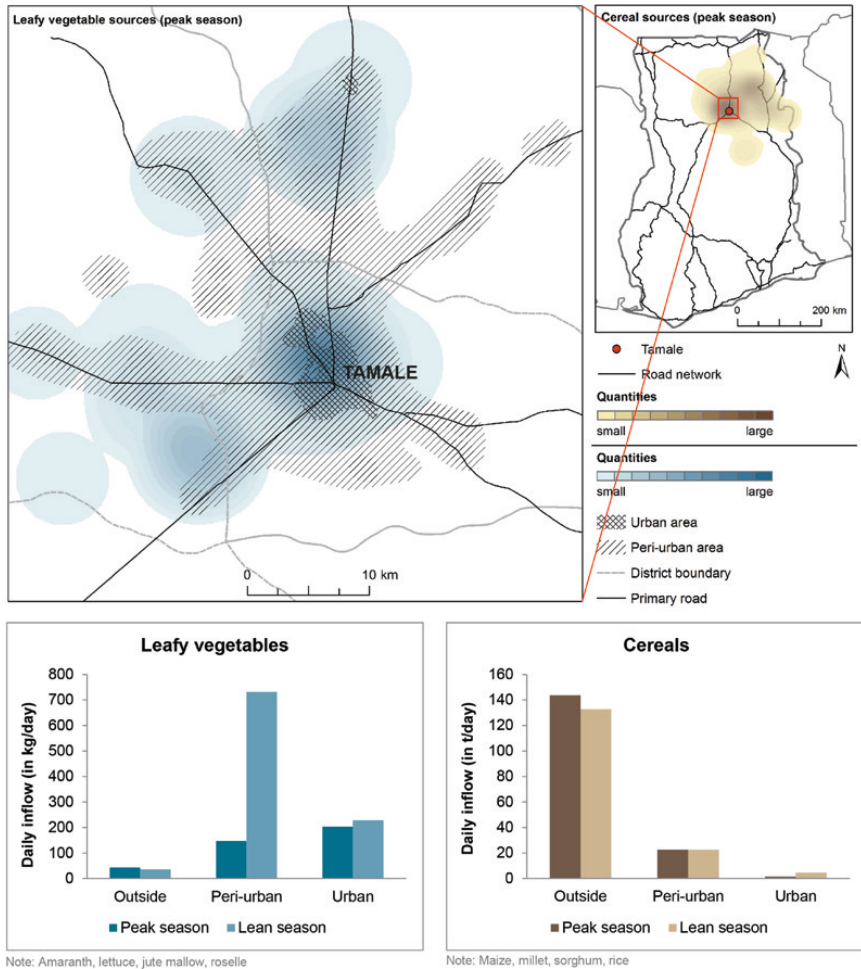 Leafy vegetable sources (peak season)
TAMALE
0 10 km
Cereal sources (peak season)
0 200 km
Tamale
N
Road network
Quantities
small large
Quantities
small large
Urban area
Peri-urban area
District boundary
Primary road
Leafy vegetables
Daily inflow (in kg/day)
800
700
600
500
400
300
200
100
0
Outside Peri-urban Urban
Peak season Lean season
Note: Amaranth, lettuce, jute mallow, roselle
Cereals
Daily inflow (in t/day)
160
140
120
100
80
60
40
20
0
Outside Peri-urban Urban
Peak season Lean season
Note: Maize, millet, sorghum, rice